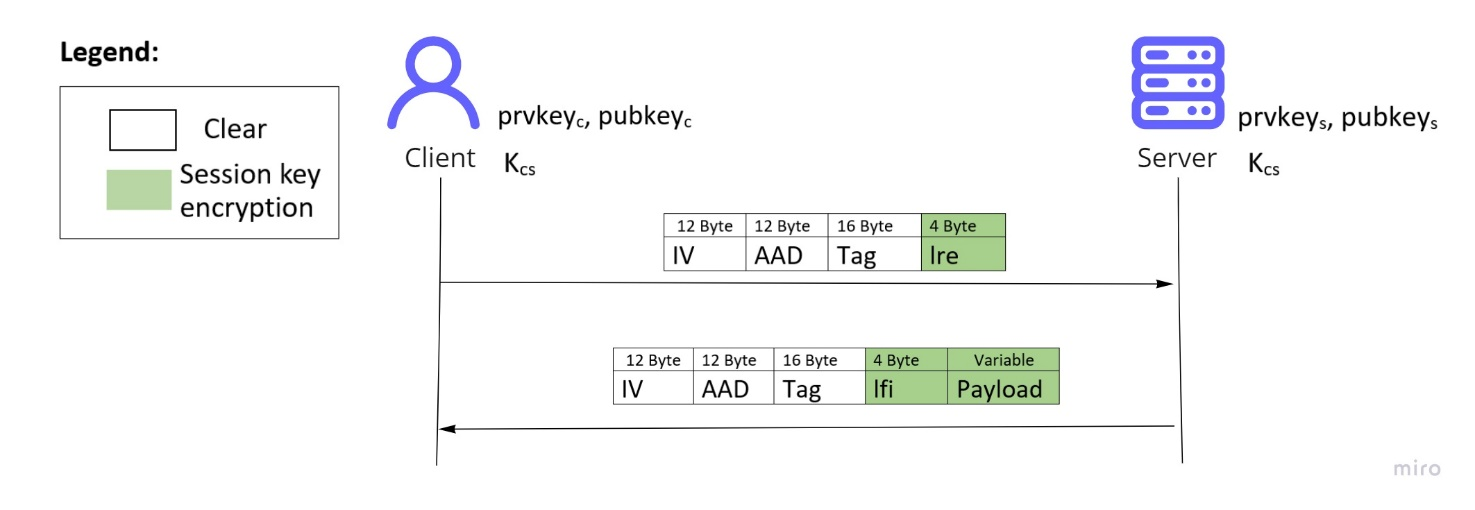 Legend:
Clear
Session key
encryption
prvkeyc, pubkeyc
Client
Kcs
prvkeys, pubkeys
Server
Kcs
12 Byte 12 Byte 16 Byte 4 Byte
IV AAD Tag lre
12 Byte 12 Byte 16 Byte 4 Byte Variable
IV AAD Tag lfi Payload
miro